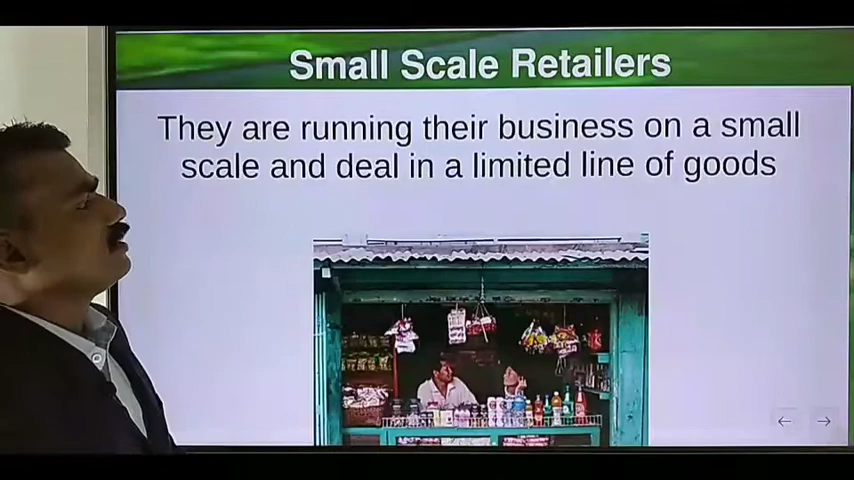 Small Scale Retailers
They are running their business on a small
scale and deal in a limited line of goods